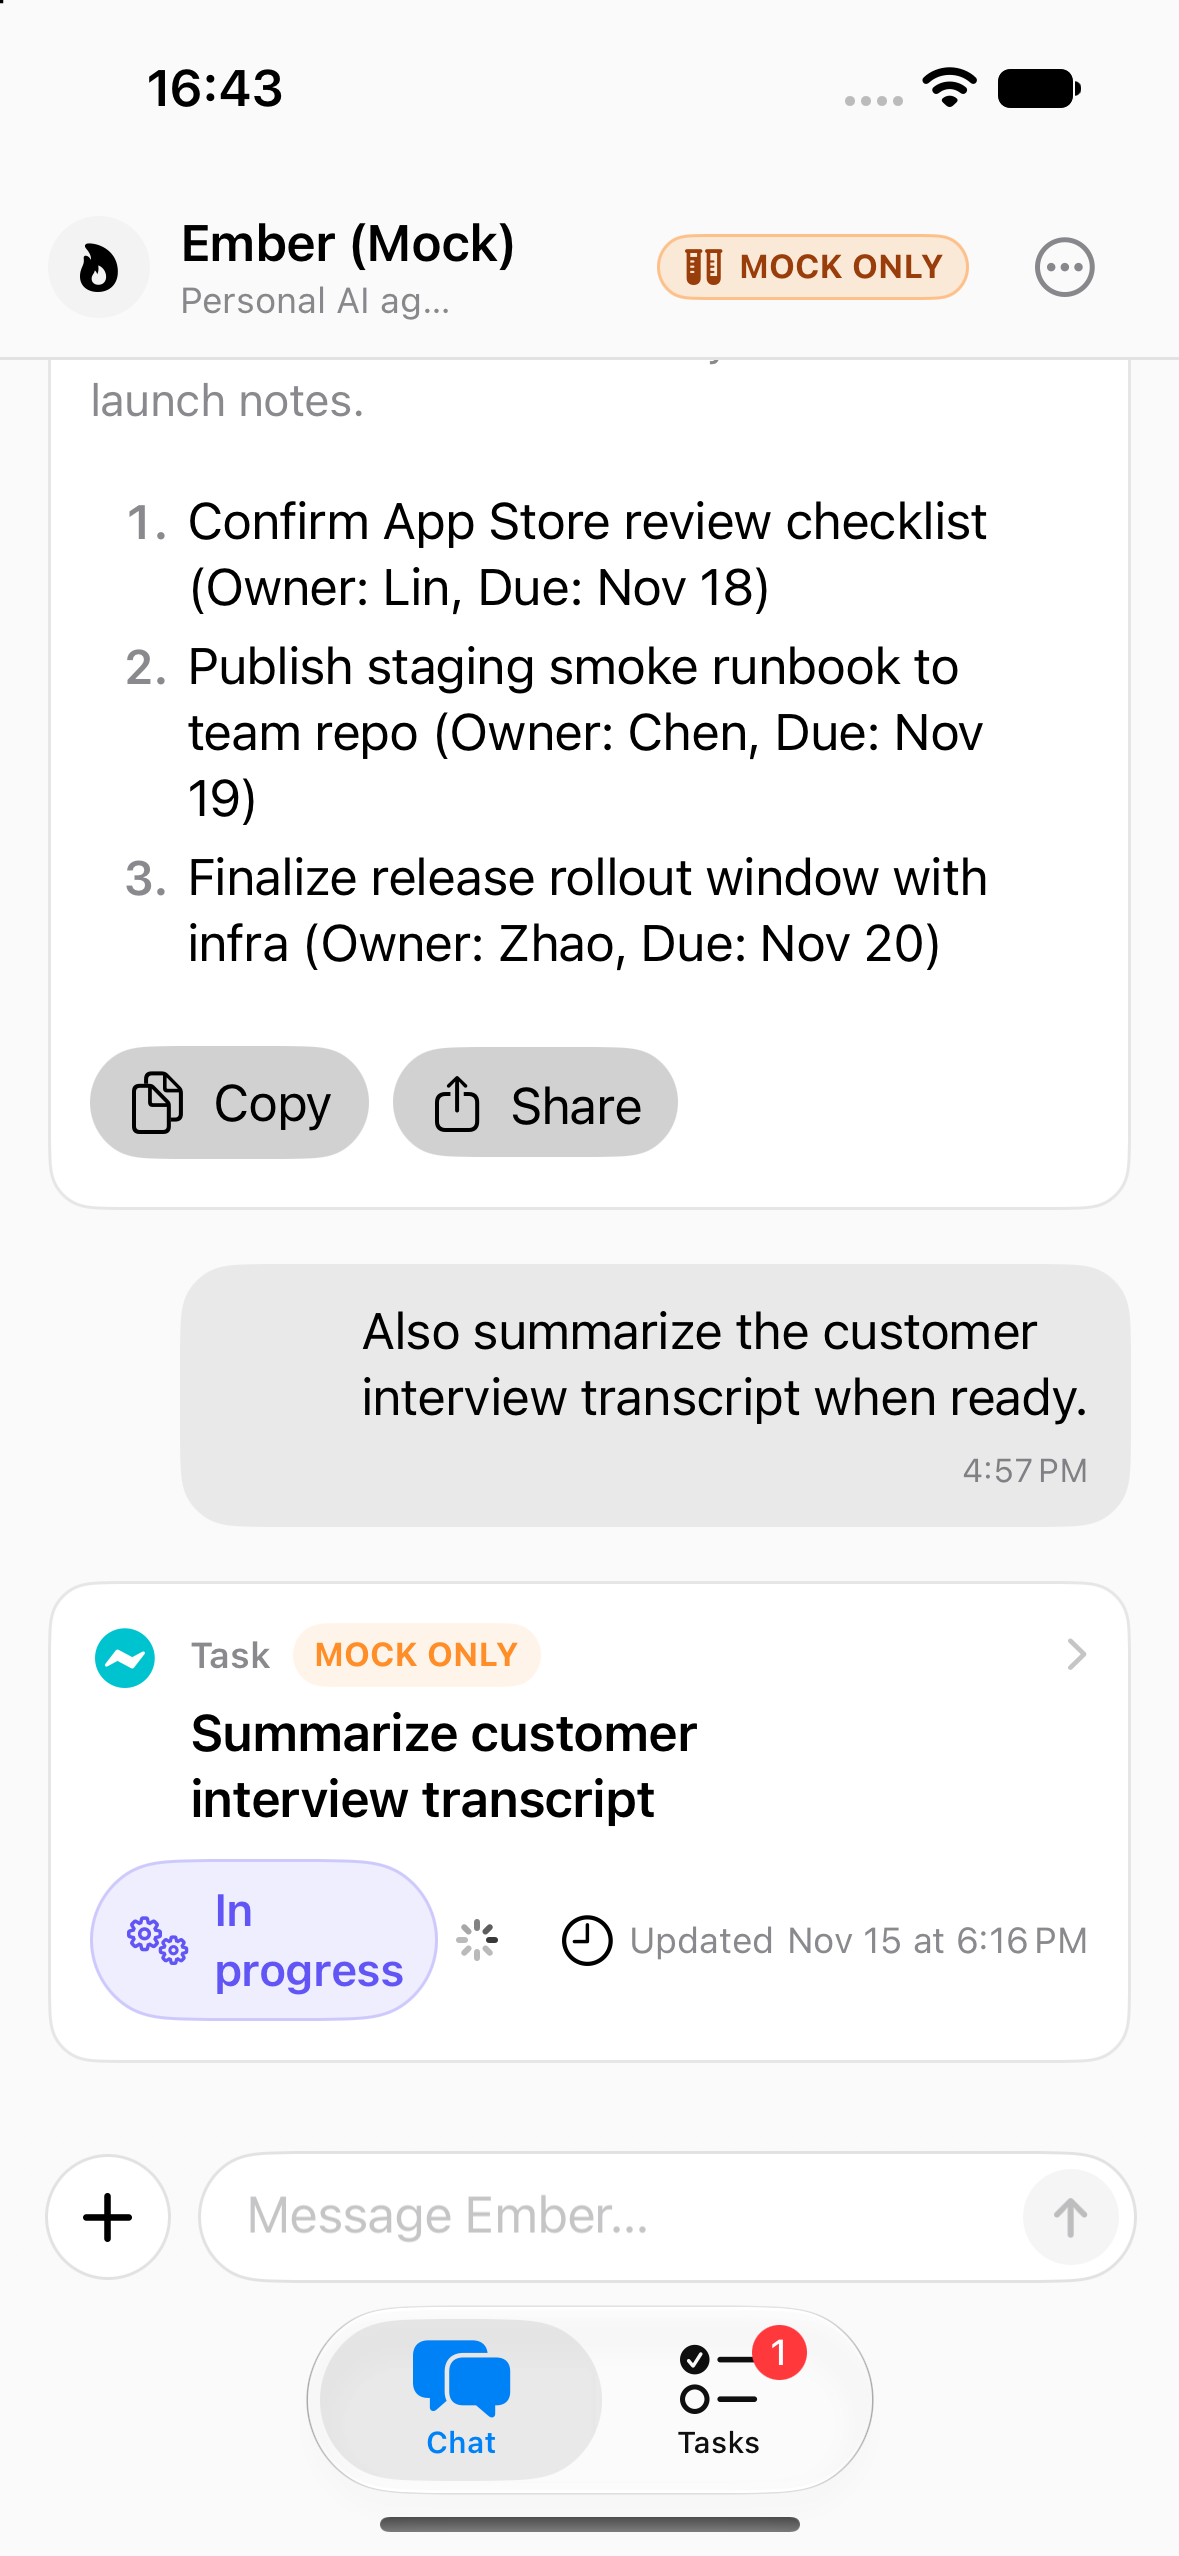 16:43
Ember (Mock)
Personal AI ag...
MOCK ONLY
launch notes.
1. Confirm App Store review checklist
(Owner: Lin, Due: Nov 18)
2. Publish staging smoke runbook to
team repo (Owner: Chen, Due: Nov
19)
3. Finalize release rollout window with
infra (Owner: Zhao, Due: Nov 20)
Copy
Share
Also summarize the customer
interview transcript when ready.
4:57 PM
Task
MOCK ONLY
Summarize customer
interview transcript
In
progress
Updated Nov 15 at 6:16 PM
Message Ember...
1
Chat
Tasks